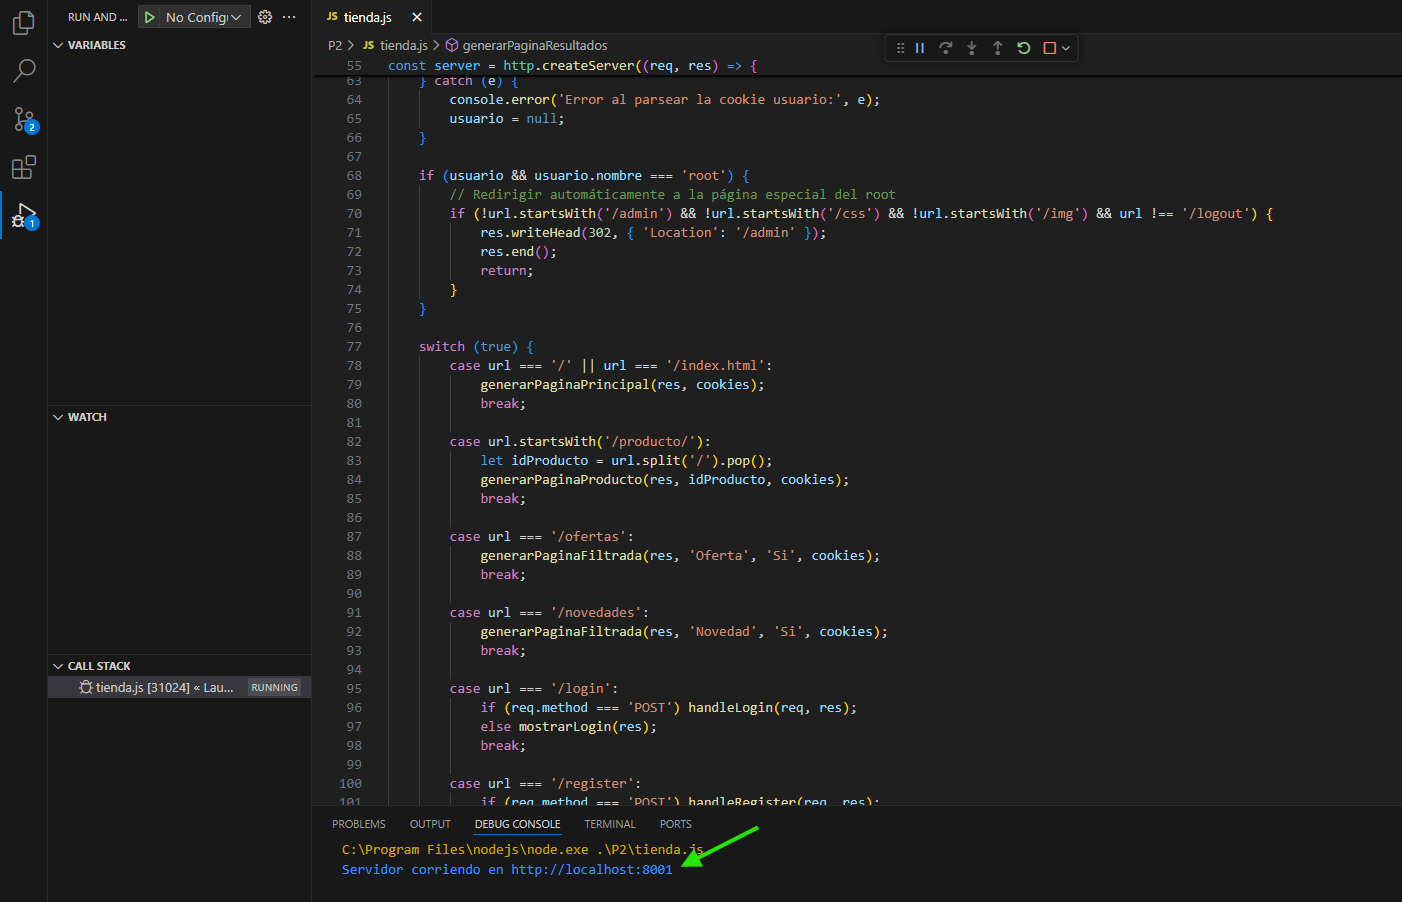 RUN AND ...
No Config
...
VARIABLES
WATCH
CALL STACK
tienda.js [31024] « Lau...
RUNNING
2
1
JS tienda.js
P2 > JS tienda.js > generarPaginaResultados
55 const server = http.createServer((req, res) => {
63 } catch (e) {
64 console.error('Error al parsear la cookie usuario:', e);
65 usuario = null;
66 }
67
68 if (usuario && usuario.nombre === 'root') {
69 // Redirigir automáticamente a la página especial del root
70 if (!url.startsWith('/admin') && !url.startsWith('/css') && !url.startsWith('/img') && url !== '/logout') {
71 res.writeHead(302, { 'Location': '/admin' });
72 res.end();
73 return;
74 }
75 }
76
77 switch (true) {
78 case url === '/' || url === '/index.html':
79 generarPaginaPrincipal(res, cookies);
80 break;
81
82 case url.startsWith('/producto/'):
83 let idProducto = url.split('/').pop();
84 generarPaginaProducto(res, idProducto, cookies);
85 break;
86
87 case url === '/ofertas':
88 generarPaginaFiltrada(res, 'Oferta', 'Si', cookies);
89 break;
90
91 case url === '/novedades':
92 generarPaginaFiltrada(res, 'Novedad', 'Si', cookies);
93 break;
94
95 case url === '/login':
96 if (req.method === 'POST') handleLogin(req, res);
97 else mostrarLogin(res);
98 break;
99
100 case url === '/register':
101 if (req.method === 'POST') handleRegister(req, res);
PROBLEMS OUTPUT DEBUG CONSOLE TERMINAL PORTS
C:\Program Files\nodejs\node.exe .\P2\tienda.js
Servidor corriendo en http://localhost:8001